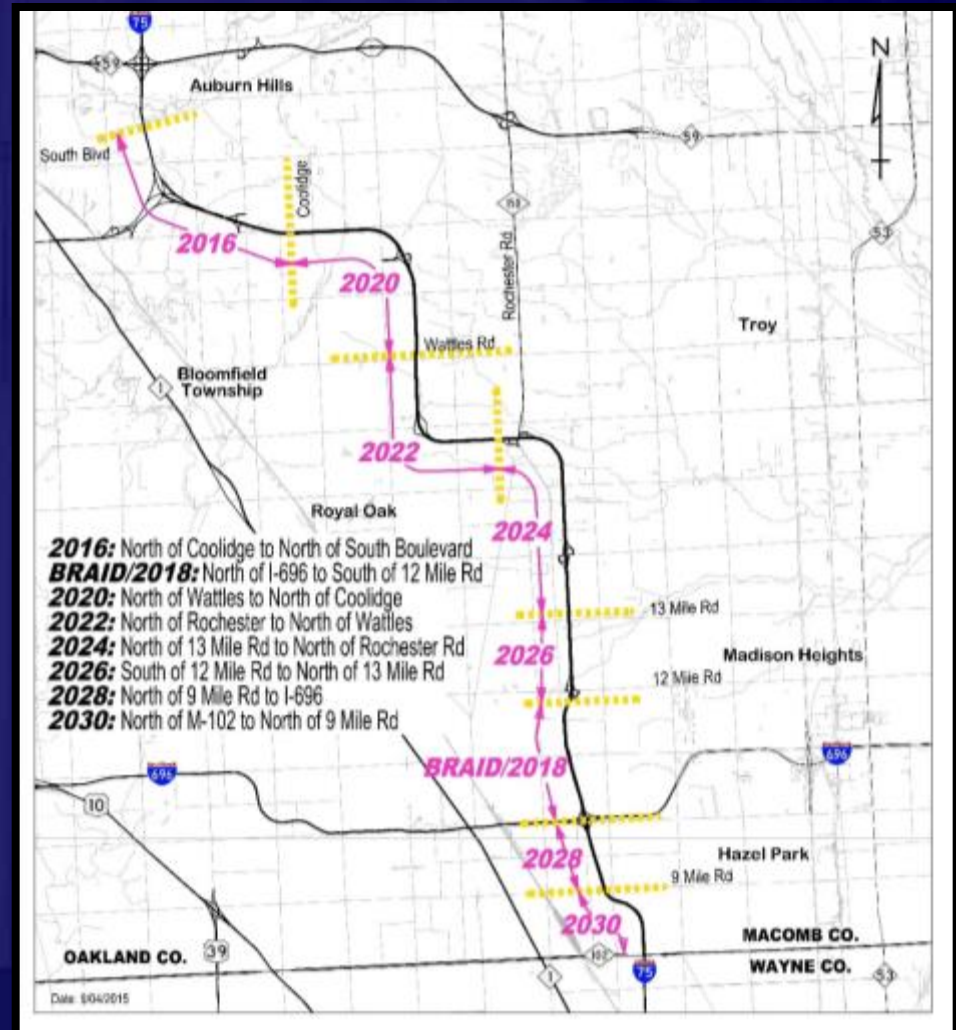 75
59
Auburn Hills
N
59
South Blvd
Coolidge
150
Rochester Rd
53
2016
2020
Troy
Wattles Rd
Bloomfield
Township
1
2022
Royal Oak
2024
2016: North of Coolidge to North of South Boulevard
BRAID/2018: North of I-696 to South of 12 Mile Rd
2020: North of Wattles to North of Coolidge
2022: North of Rochester to North of Wattles
2024: North of 13 Mile Rd to North of Rochester Rd
2026: South of 12 Mile Rd to North of 13 Mile Rd
2028: North of 9 Mile Rd to I-696
2030: North of M-102 to North of 9 Mile Rd
13 Mile Rd
2026
Madison Heights
12 Mile Rd
BRAID/2018
696
696
10
2028
Hazel Park
9 Mile Rd
2030
MACOMB CO.
OAKLAND CO.
39
102
WAYNE CO.
1
75
53
Date: 9/04/2015